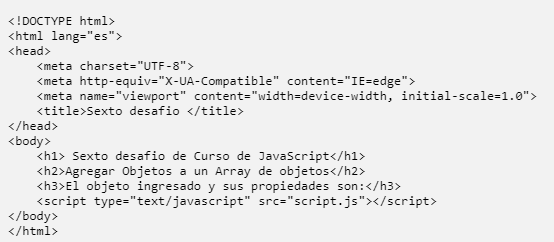 <!DOCTYPE html>
<html lang="es">
<head>
    <meta charset="UTF-8">
    <meta http-equiv="X-UA-Compatible" content="IE=edge">
    <meta name="viewport" content="width=device-width, initial-scale=1.0">
    <title>Sexto desafio </title>
</head>
<body>
    <h1> Sexto desafio de Curso de JavaScript</h1>
    <h2>Agregar Objetos a un Array de objetos</h2>
    <h3>El objeto ingresado y sus propiedades son:</h3>
    <script type="text/javascript" src="script.js"></script>
</body>
</html>